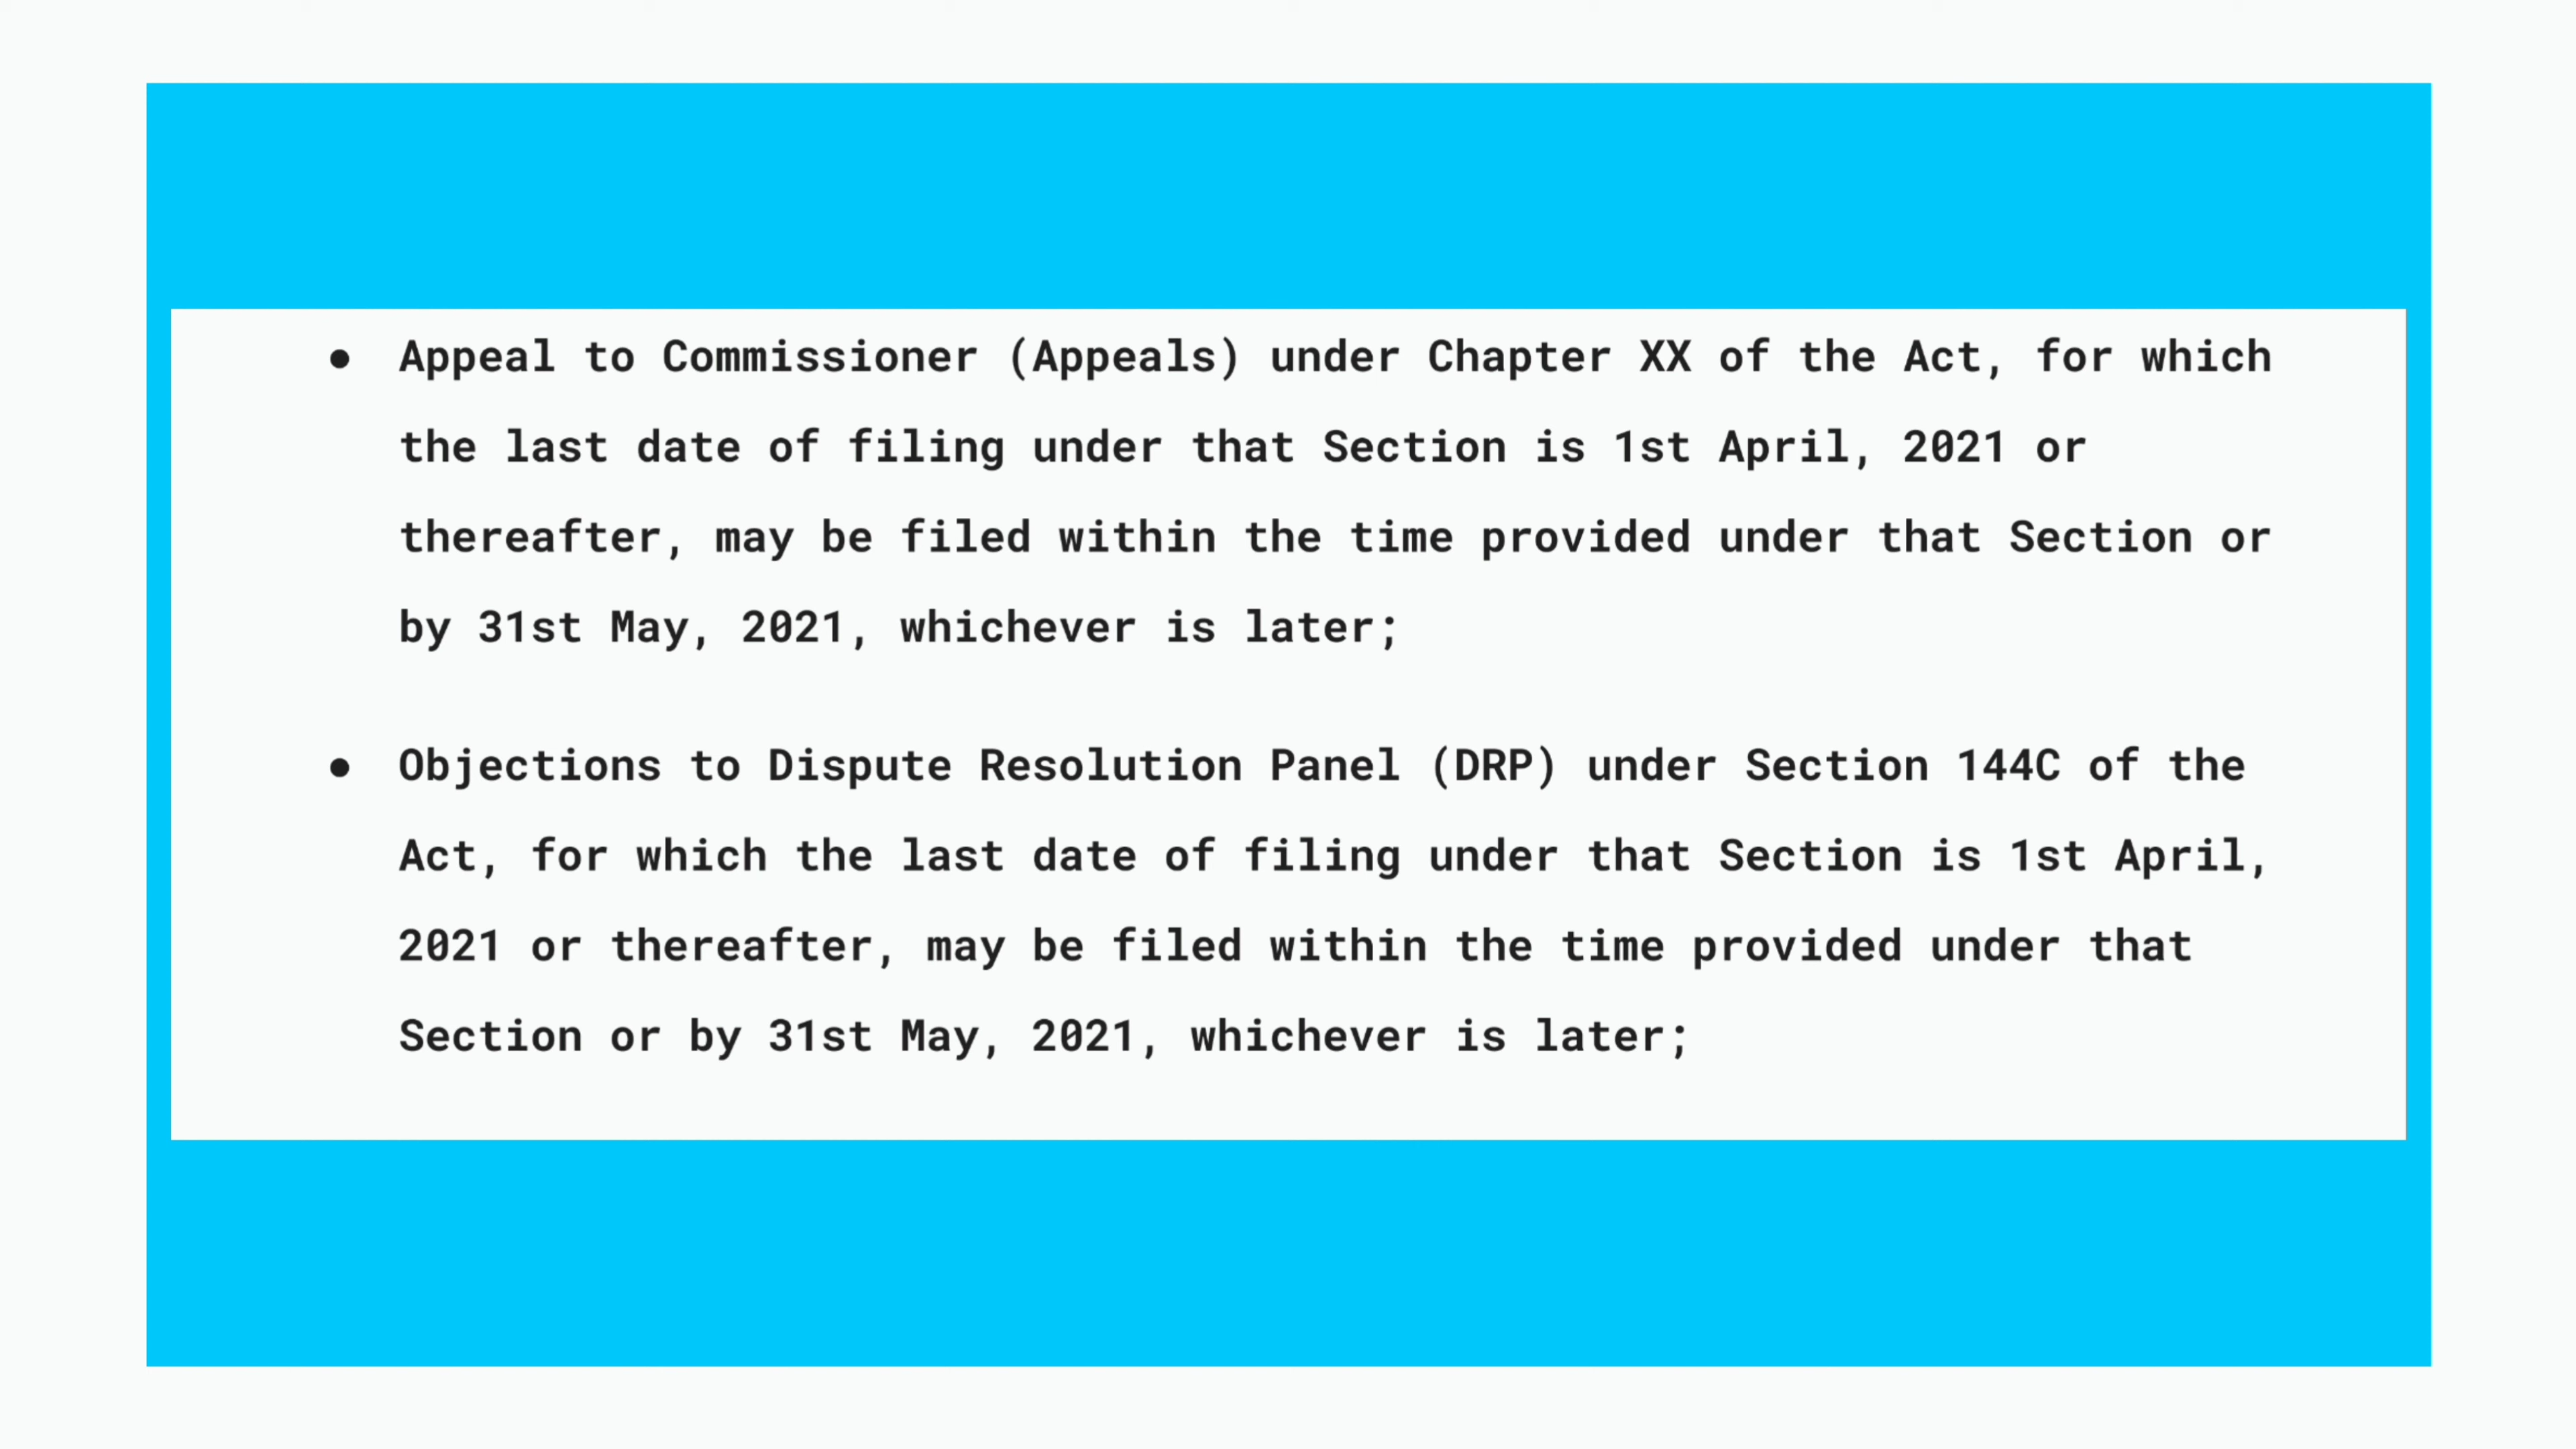 ● Appeal to Commissioner (Appeals) under Chapter XX of the Act, for which
the last date of filing under that Section is 1st April, 2021 or
thereafter, may be filed within the time provided under that Section or
by 31st May, 2021, whichever is later;
● Objections to Dispute Resolution Panel (DRP) under Section 144C of the
Act, for which the last date of filing under that Section is 1st April,
2021 or thereafter, may be filed within the time provided under that
Section or by 31st May, 2021, whichever is later;